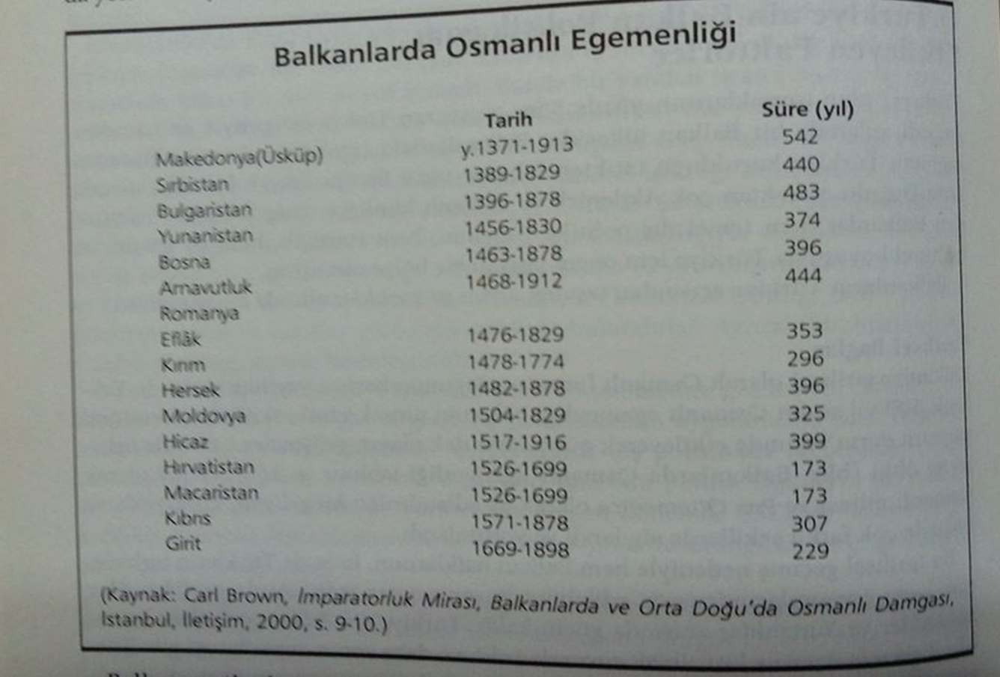 Balkanlarda Osmanlı Egemenliği
Tarih Süre (yıl)
Makedonya(Üsküp) y.1371-1913 542
Sırbistan 1389-1829 440
Bulgaristan 1396-1878 483
Yunanistan 1456-1830 374
Bosna 1463-1878 396
Arnavutluk 1468-1912 444
Romanya
Eflâk 1476-1829 353
Kırım 1478-1774 296
Hersek 1482-1878 396
Moldovya 1504-1829 325
Hicaz 1517-1916 399
Hırvatistan 1526-1699 173
Macaristan 1526-1699 173
Kıbrıs 1571-1878 307
Girit 1669-1898 229
(Kaynak: Carl Brown, İmparatorluk Mirası, Balkanlarda ve Orta Doğu'da Osmanlı Damgası,
İstanbul, İletişim, 2000, s. 9-10.)